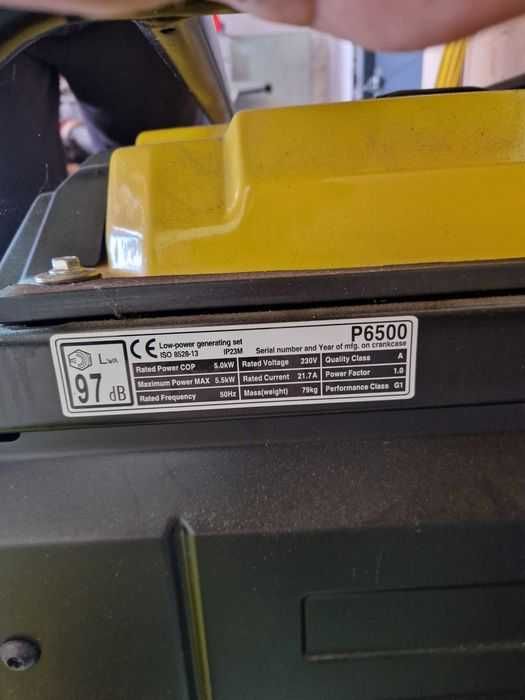 LWA
97 dB
CE Low-power generating set
ISO 8528-13 IP23M
P6500
Serial number and Year of mfg. on crankcase
Rated Power COP 5.0kW Rated Voltage 230V Quality Class A
Maximum Power MAX 5.5kW Rated Current 21.7A Power Factor 1.0
Rated Frequency 50Hz Mass(weight) 79kg Performance Class G1